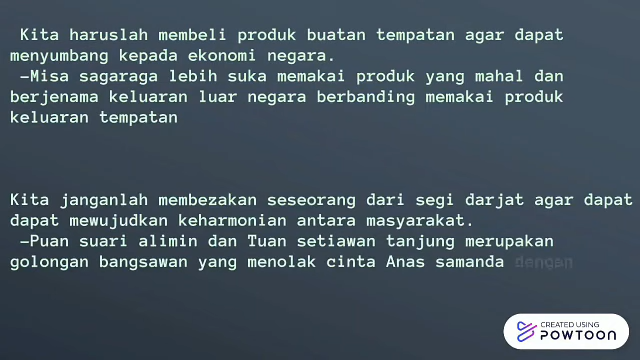 Kita haruslah membeli produk buatan tempatan agar dapat
menyumbang kepada ekonomi negara.
-Misa sagaraga lebih suka memakai produk yang mahal dan
berjenama keluaran luar negara berbanding memakai produk
keluaran tempatan
Kita janganlah membezakan seseorang dari segi darjat agar dapat
dapat mewujudkan keharmonian antara masyarakat.
-Puan suari alimin dan Tuan setiawan tanjung merupakan
golongan bangsawan yang menolak cinta Anas samanda dengan
CREATED USING
POWTOON